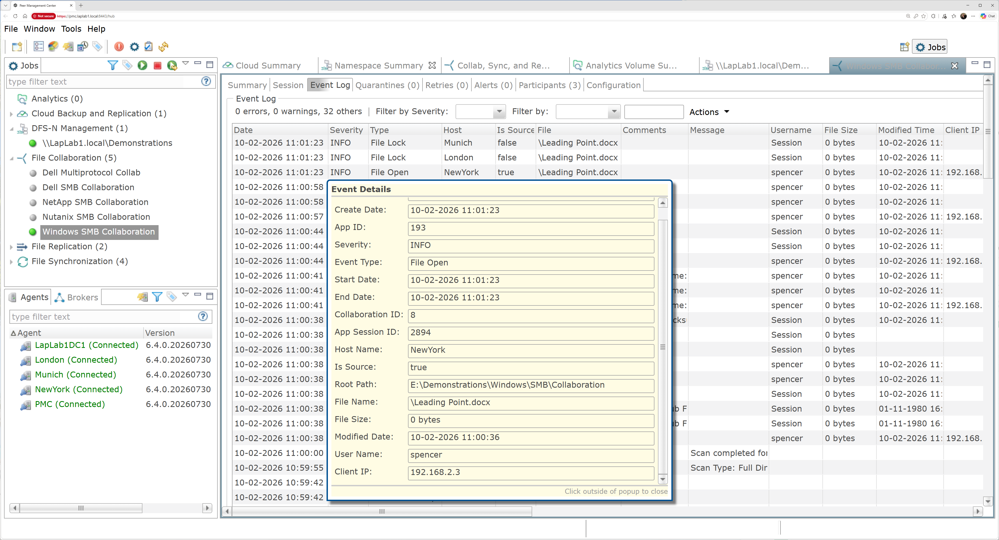 Peer Management Center
Not secure https://pmc.laplab1.local:8443/hub
Chat
File Window Tools Help
Jobs
Jobs
Cloud Summary
Namespace Summary
Collab, Sync, and Re...
Analytics Volume Su...
\\LapLab1.local\Dem...
Windows SMB Collabor...
type filter text
Analytics (0)
Cloud Backup and Replication (1)
DFS-N Management (1)
\\LapLab1.local\Demonstrations
File Collaboration (5)
Dell Multiprotocol Collab
Dell SMB Collaboration
NetApp SMB Collaboration
Nutanix SMB Collaboration
Windows SMB Collaboration
File Replication (2)
File Synchronization (4)
Agents
Brokers
type filter text
Agent Version
LapLab1DC1 (Connected) 6.4.0.20260730
London (Connected) 6.4.0.20260730
Munich (Connected) 6.4.0.20260730
NewYork (Connected) 6.4.0.20260730
PMC (Connected) 6.4.0.20260730
Summary Session Event Log Quarantines (0) Retries (0) Alerts (0) Participants (3) Configuration
Event Log
0 errors, 0 warnings, 32 others Filter by Severity: Filter by: Actions
Date Severity Type Host Is Source File Comments Message Username File Size Modified Time Client IP
10-02-2026 11:01:23 INFO File Lock Munich false \Leading Point.docx Session 0 bytes 10-02-2026 11:
10-02-2026 11:01:23 INFO File Lock London false \Leading Point.docx Session 0 bytes 10-02-2026 11:
10-02-2026 11:01:23 INFO File Open NewYork true \Leading Point.docx spencer 0 bytes 10-02-2026 11: 192.168.
10-02-2026 11:00:58 spencer 0 bytes 10-02-2026 11:
10-02-2026 11:00:58 spencer 0 bytes 10-02-2026 11:
10-02-2026 11:00:57 spencer 0 bytes 10-02-2026 11: 192.168.
10-02-2026 11:00:44 Session 0 bytes 10-02-2026 11:
10-02-2026 11:00:44 Session 0 bytes 10-02-2026 11:
10-02-2026 11:00:44 spencer 0 bytes 10-02-2026 11: 192.168.
10-02-2026 11:00:41 me: spencer 0 bytes 10-02-2026 11:
10-02-2026 11:00:41 me: spencer 0 bytes 10-02-2026 11:
10-02-2026 11:00:41 me: spencer 0 bytes 10-02-2026 11: 192.168.
10-02-2026 11:00:38 cks Session 0 bytes 10-02-2026 11:
10-02-2026 11:00:38 Session 0 bytes
10-02-2026 11:00:38 Session 0 bytes
10-02-2026 11:00:38 spencer 0 bytes 10-02-2026 11:
10-02-2026 11:00:38 spencer 0 bytes 10-02-2026 11:
10-02-2026 11:00:38 Session 0 bytes 10-02-2026 11:
10-02-2026 11:00:38 b F Session 0 bytes 01-11-1980 16:
10-02-2026 11:00:38 b F Session 0 bytes 01-11-1980 16:
10-02-2026 11:00:38 spencer 0 bytes 10-02-2026 11: 192.168.
10-02-2026 11:00:00 Scan completed for
10-02-2026 10:59:55 Scan Type: Full Dir
10-02-2026 10:59:42
10-02-2026 10:59:42
Event Details
Create Date: 10-02-2026 11:01:23
App ID: 193
Severity: INFO
Event Type: File Open
Start Date: 10-02-2026 11:01:23
End Date: 10-02-2026 11:01:23
Collaboration ID: 8
App Session ID: 2894
Host Name: NewYork
Is Source: true
Root Path: E:\Demonstrations\Windows\SMB\Collaboration
File Name: \Leading Point.docx
File Size: 0 bytes
Modified Date: 10-02-2026 11:00:36
User Name: spencer
Client IP: 192.168.2.3
Click outside of popup to close